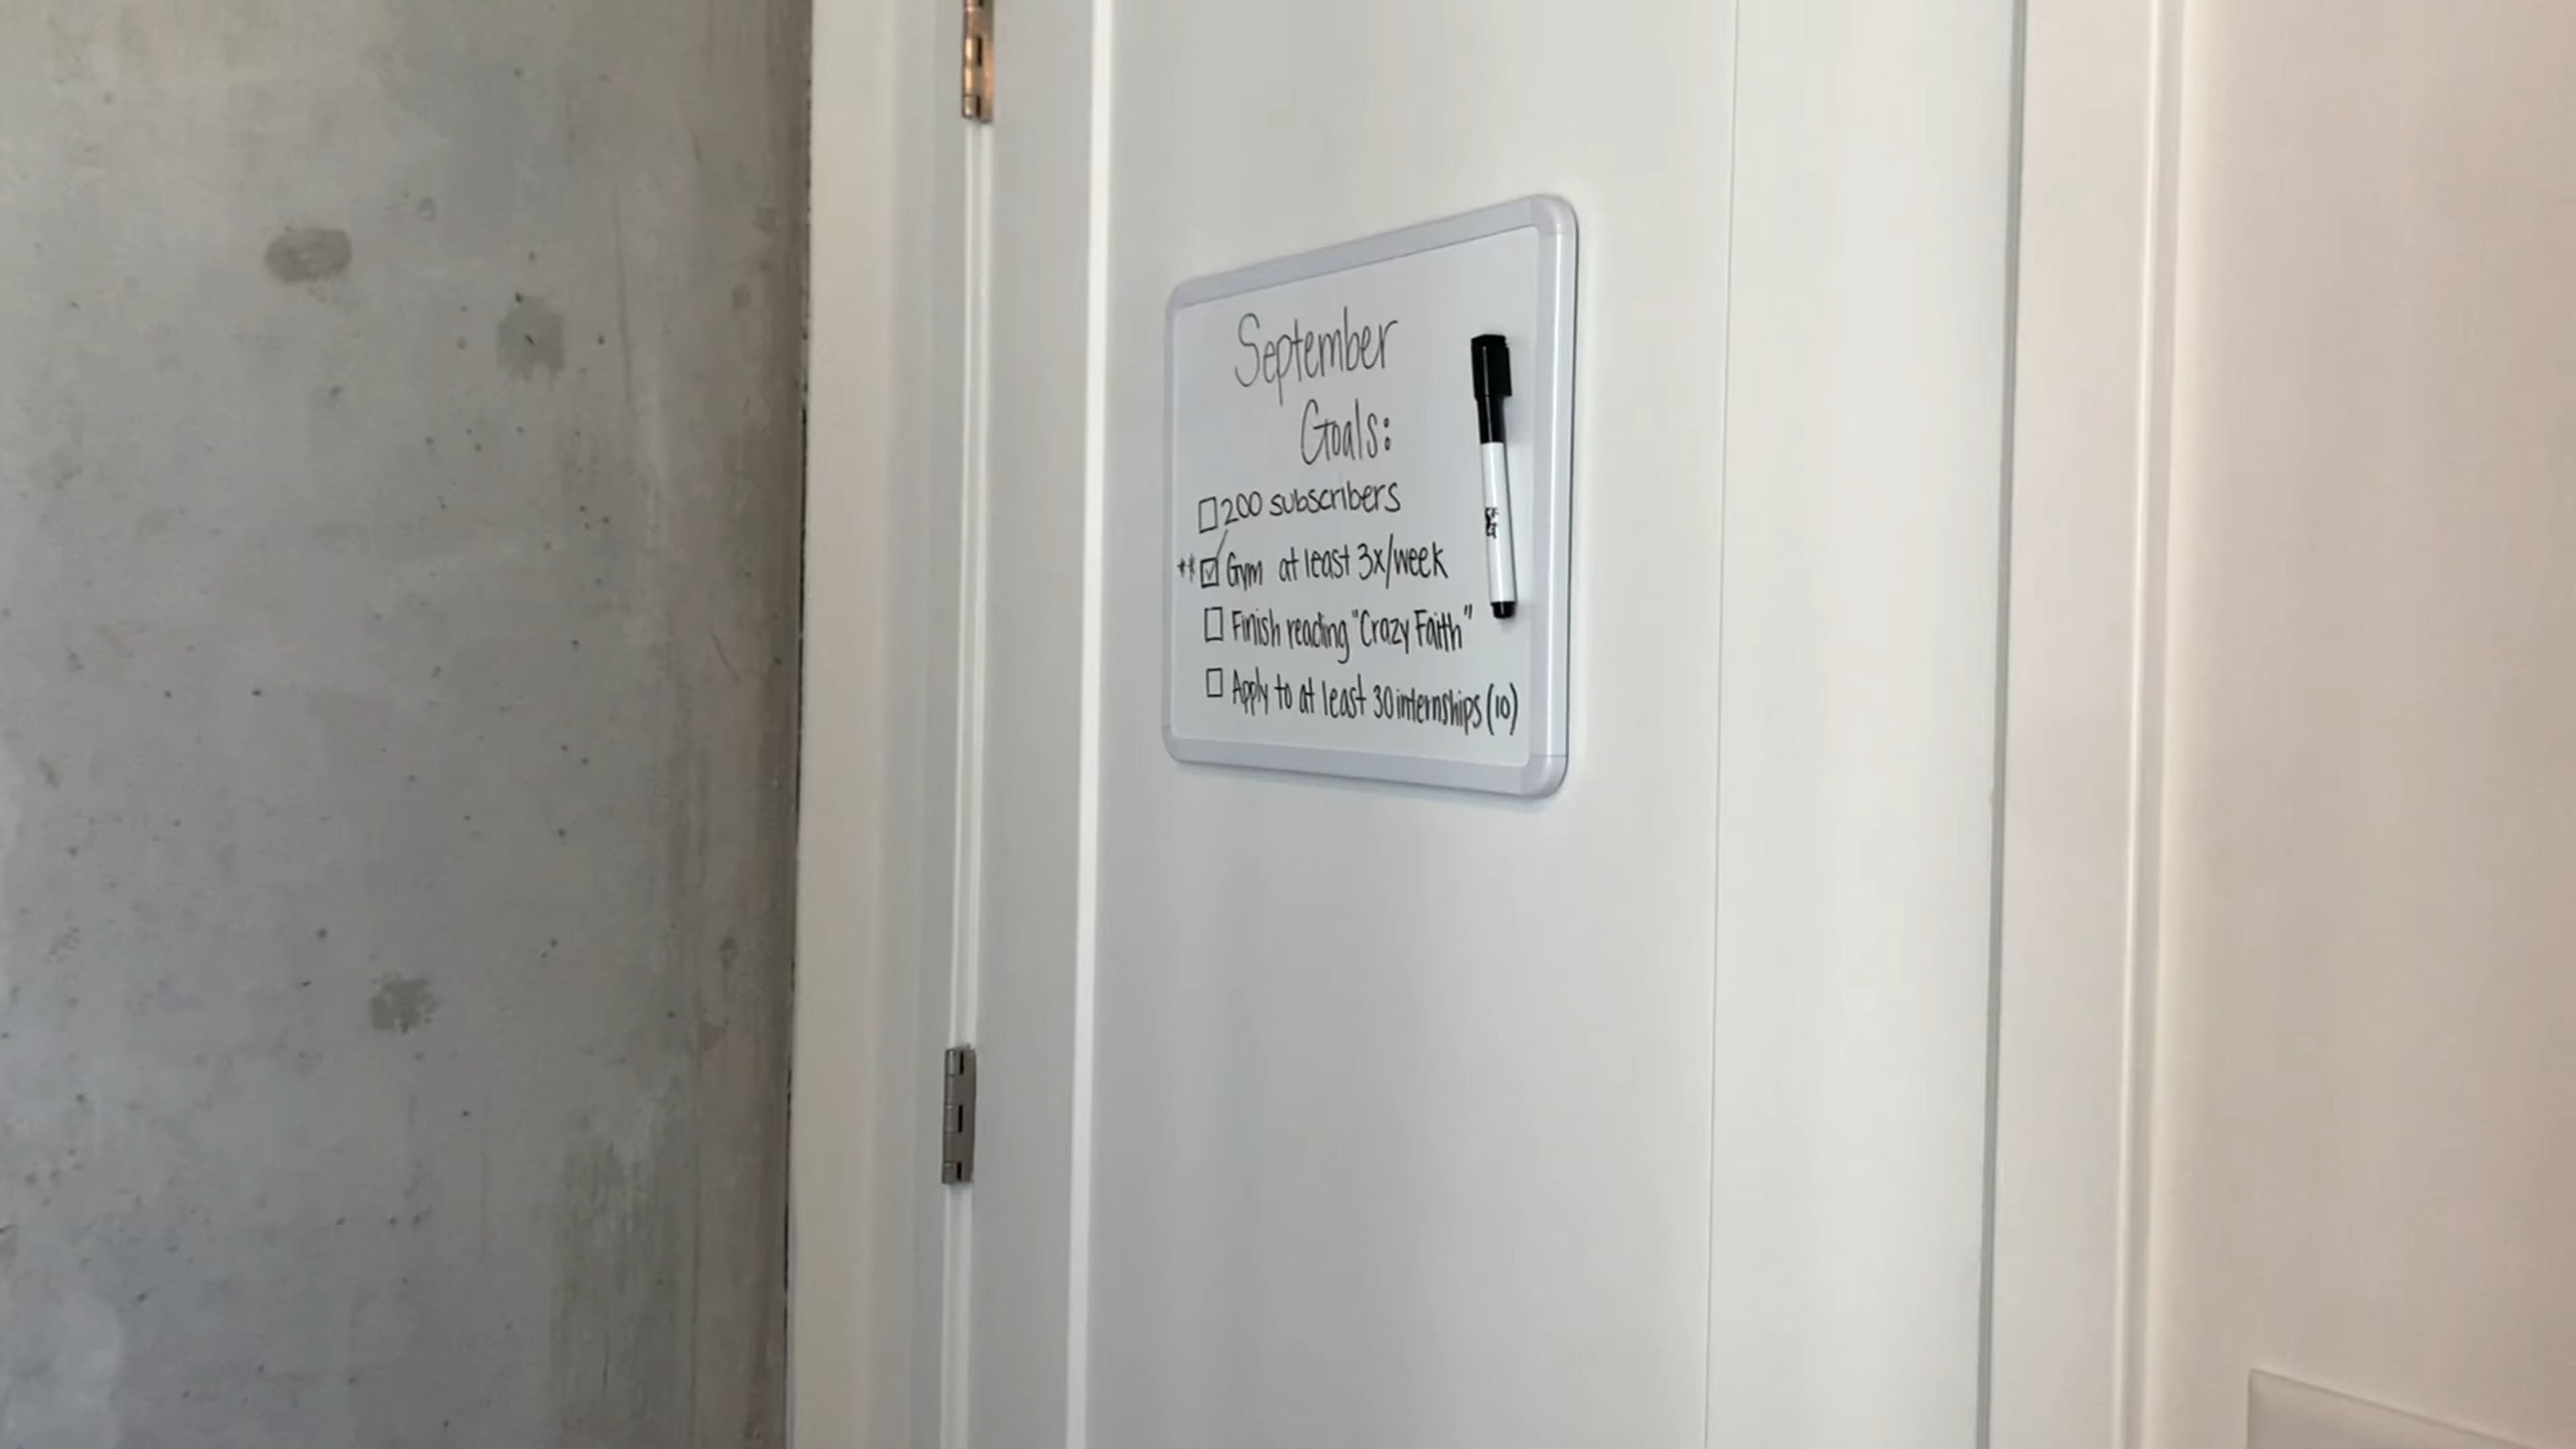 September
Goals:
☐ 200 subscribers
** ☑ Gym at least 3x/week
☐ Finish reading "Crazy Faith"
☐ Apply to at least 30 internships (10)